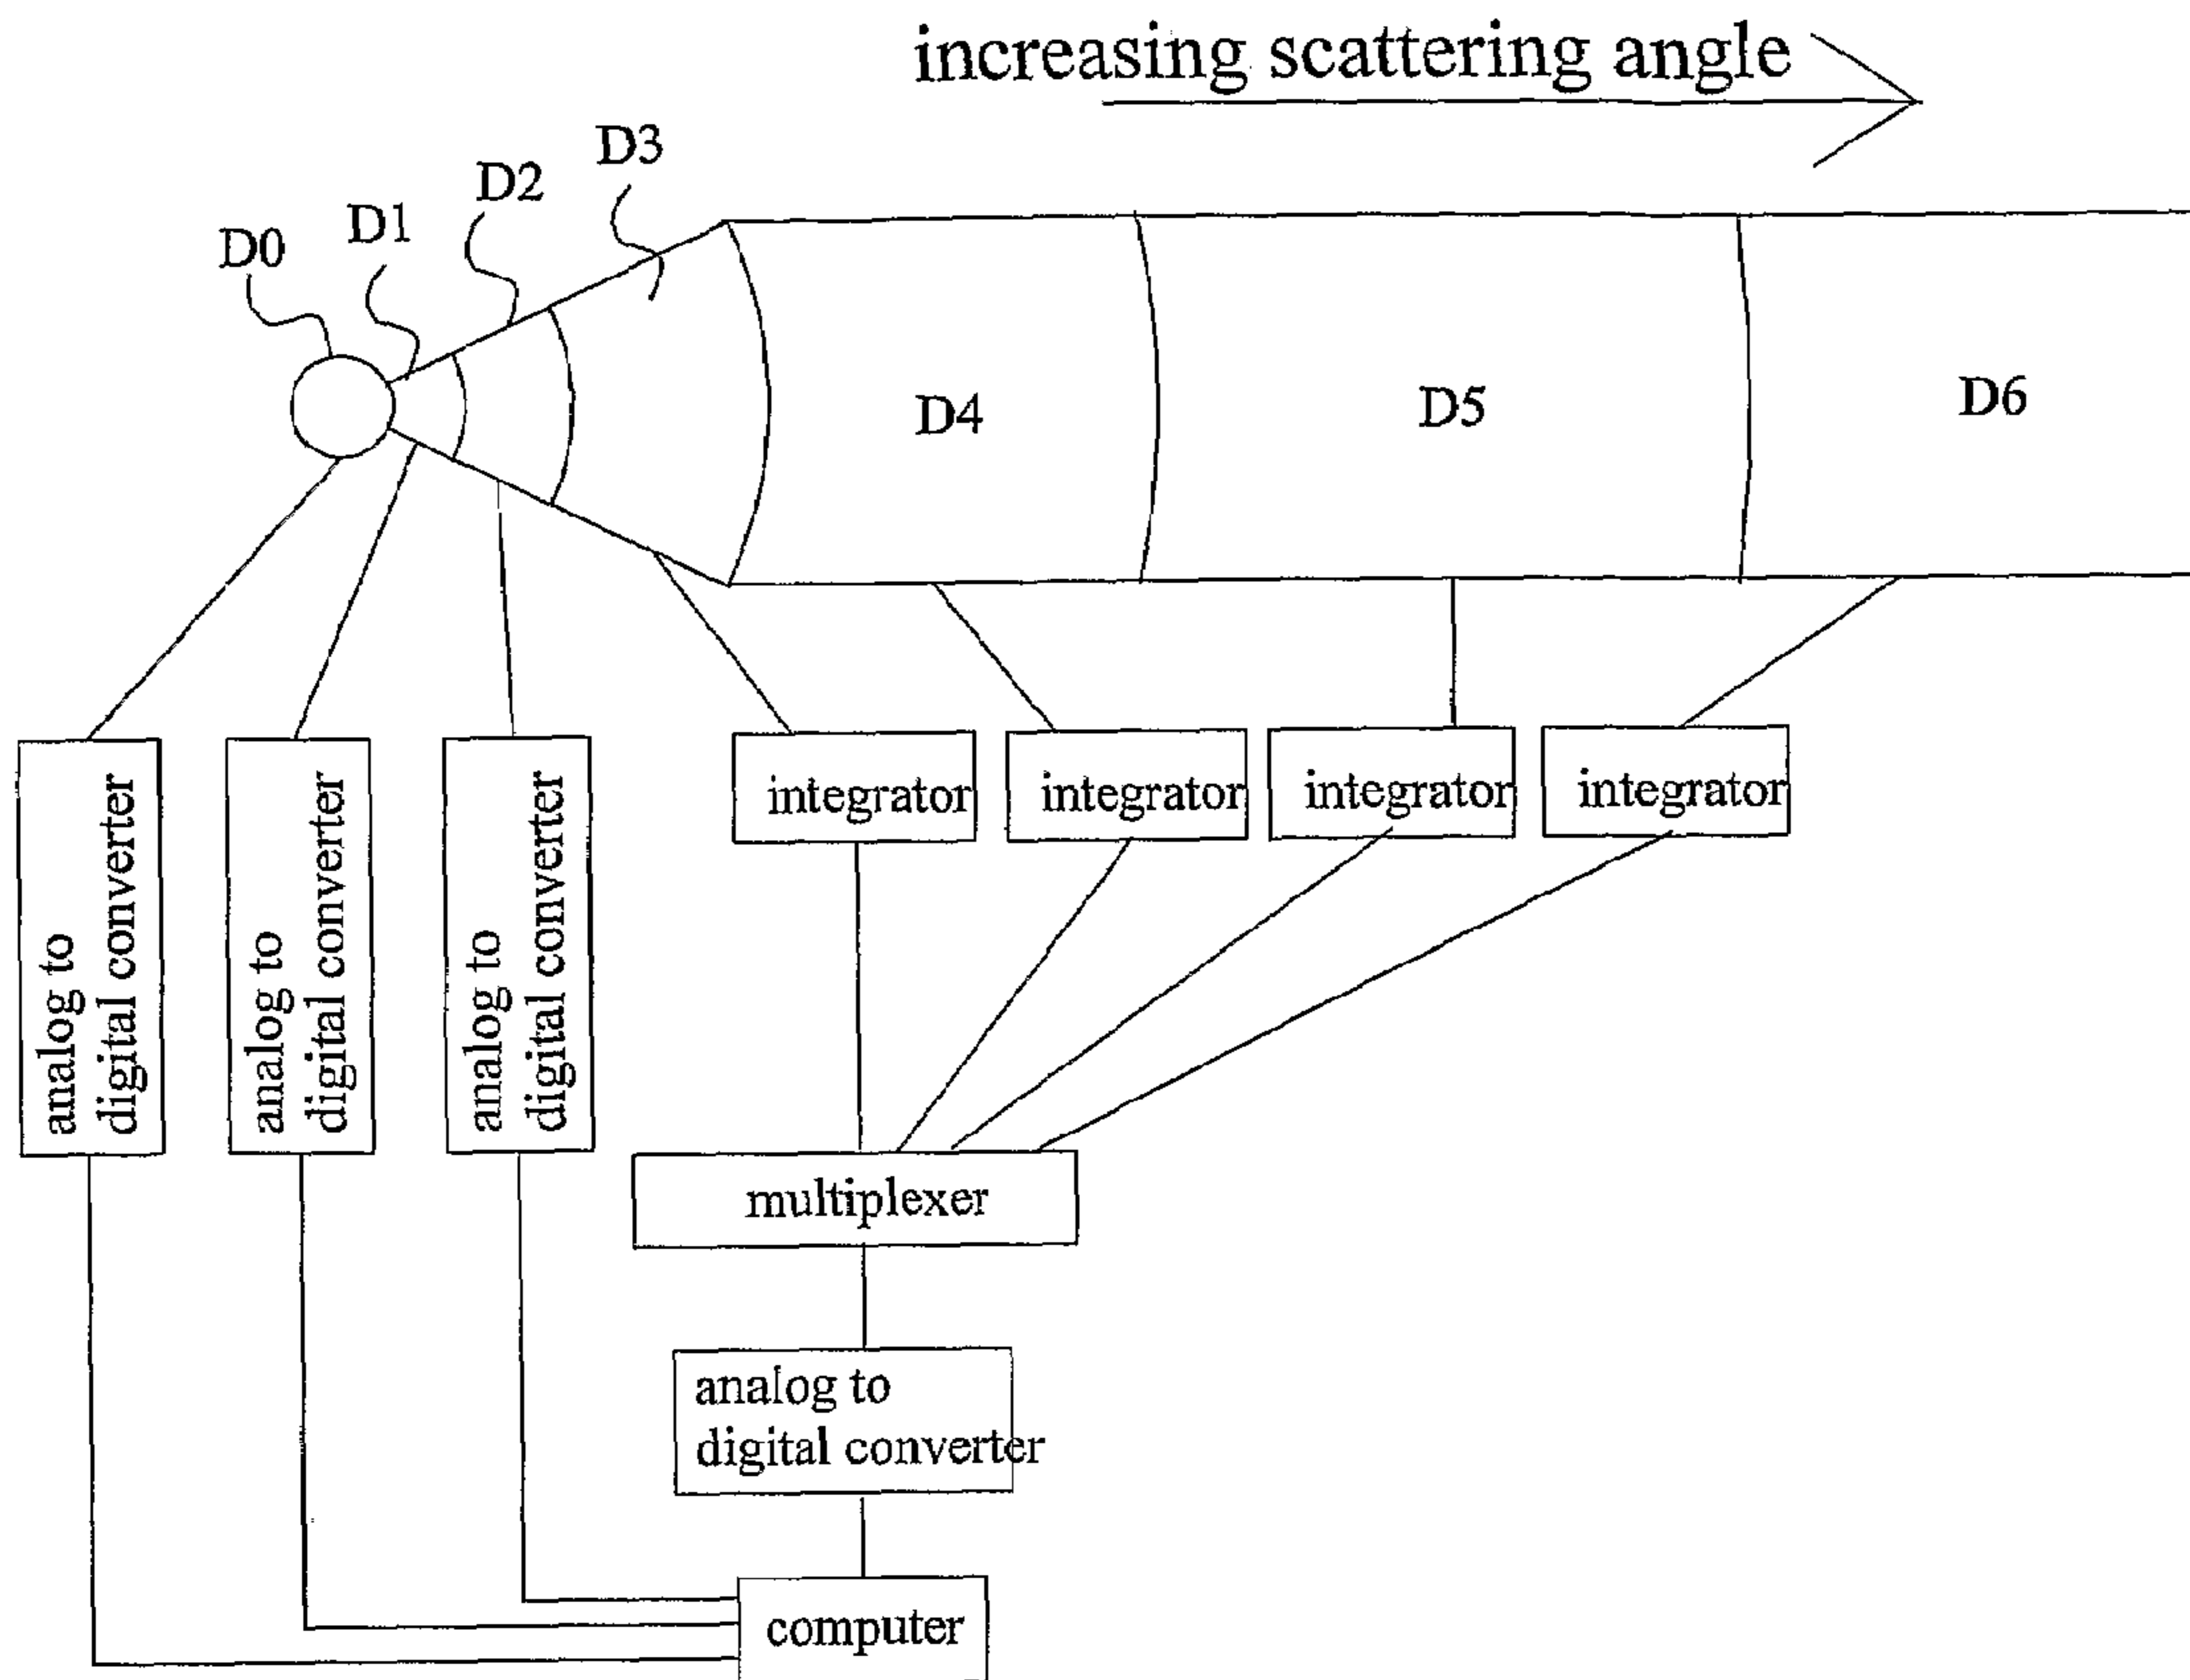 increasing scattering angle
D3
D2
D1
D0
D4
D5
D6
integrator
integrator
integrator
integrator
analog to
digital converter
analog to
digital converter
analog to
digital converter
multiplexer
analog to
digital converter
computer